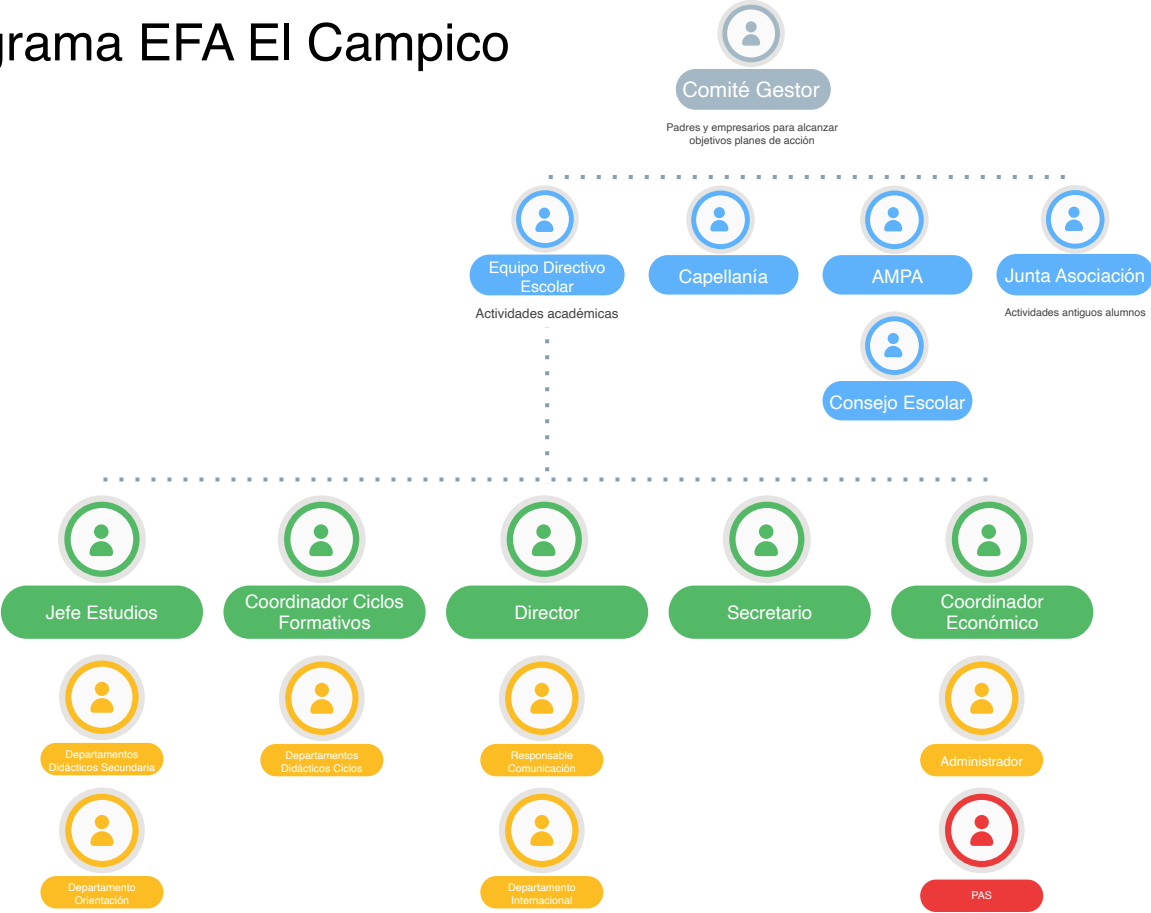 grama EFA El Campico
Comité Gestor
Padres y empresarios para alcanzar
objetivos planes de acción
Equipo Directivo
Escolar
Capellanía
AMPA
Junta Asociación
Actividades académicas
Actividades antiguos alumnos
Consejo Escolar
Jefe Estudios
Coordinador Ciclos
Formativos
Director
Secretario
Coordinador
Económico
Departamentos
Didàcticos Secundaria
Departamentos
Didácticos Ciclos
Responsable
Comunicación
Administrador
Departamento
Orientación
Departamento
Internacional
PAS